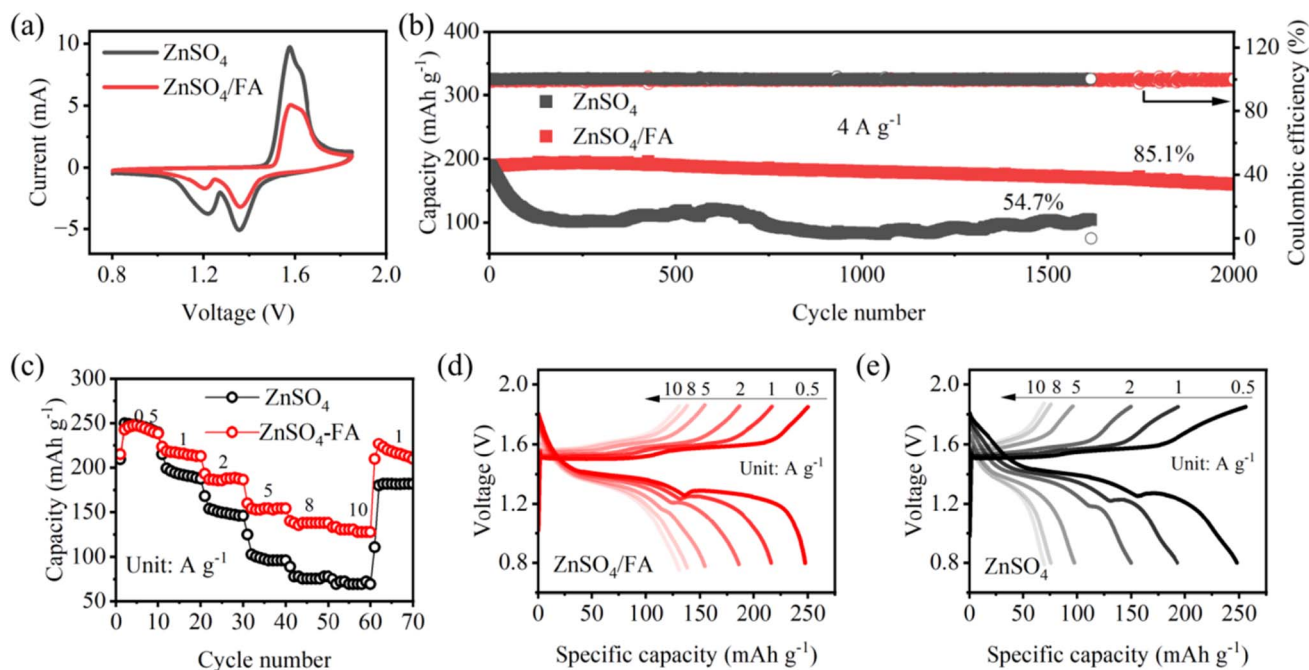 (a)
ZnSO4
ZnSO4/FA
Current (mA)
10
5
0
−5
0.8
1.2
1.6
2.0
Voltage (V)
(b)
Capacity (mAh g-1)
400
300
200
100
ZnSO4
ZnSO4/FA
4 A g-1
85.1%
54.7%
0
500
1000
1500
2000
Cycle number
120
80
40
0
Coulombic efficiency (%)
(c)
Capacity (mAh g-1)
300
250
200
150
100
50
ZnSO4
ZnSO4-FA
0.5
1
2
5
8
10
1
Unit: A g-1
0 10 20 30 40 50 60 70
Cycle number
(d)
Voltage (V)
2.0
1.6
1.2
0.8
10 8 5 2 1 0.5
Unit: A g-1
ZnSO4/FA
0 50 100 150 200 250
Specific capacity (mAh g-1)
(e)
Voltage (V)
2.0
1.6
1.2
0.8
10 8 5 2 1 0.5
Unit: A g-1
ZnSO4
0 50 100 150 200 250
Specific capacity (mAh g-1)